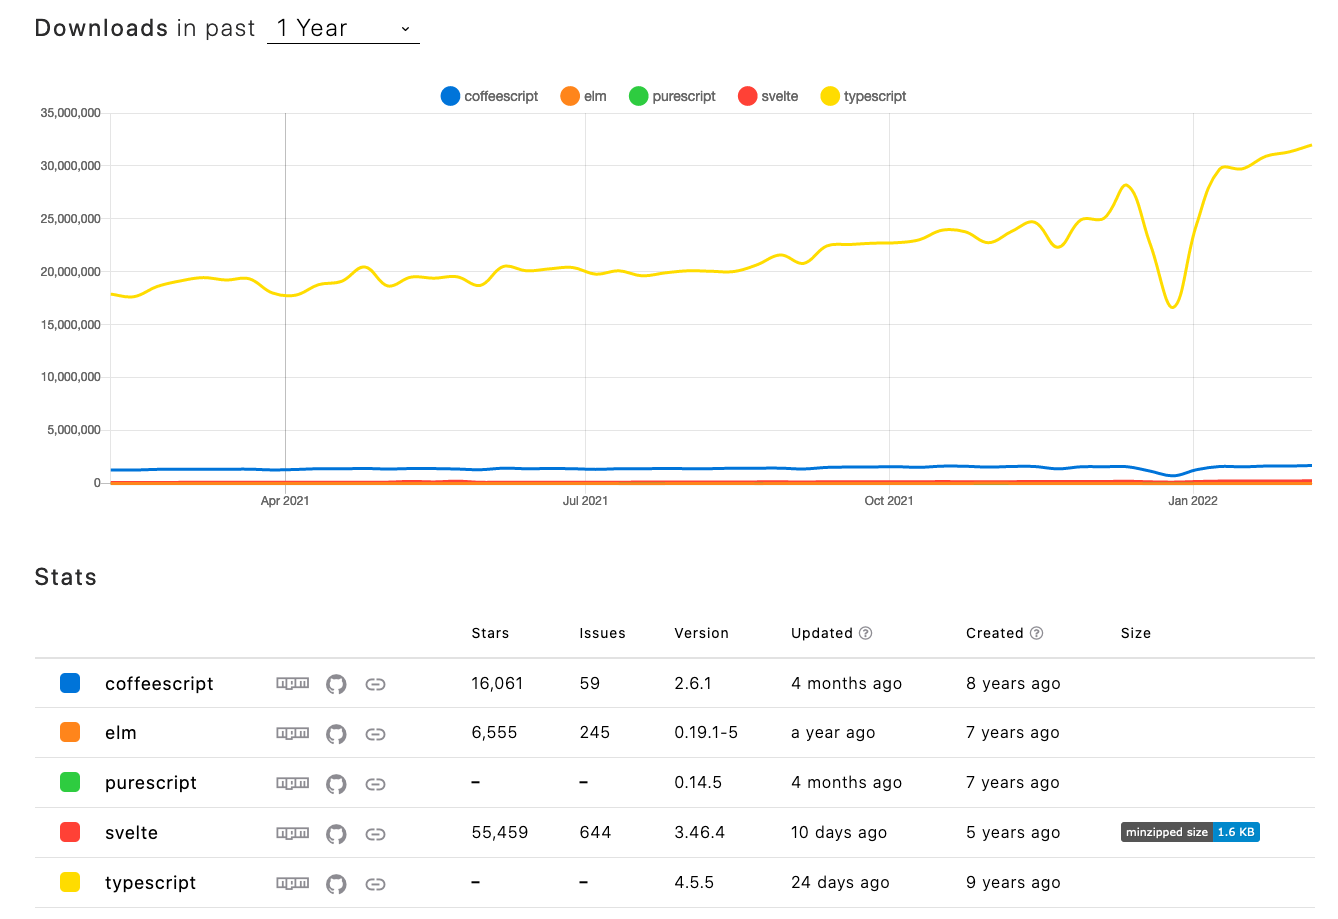 Downloads in past 1 Year
coffeescript elm purescript svelte typescript
35,000,000
30,000,000
25,000,000
20,000,000
15,000,000
10,000,000
5,000,000
0
Apr 2021 Jul 2021 Oct 2021 Jan 2022
Stats
Stars Issues Version Updated ? Created ? Size
coffeescript npm 16,061 59 2.6.1 4 months ago 8 years ago
elm npm 6,555 245 0.19.1-5 a year ago 7 years ago
purescript npm – – 0.14.5 4 months ago 7 years ago
svelte npm 55,459 644 3.46.4 10 days ago 5 years ago minzipped size 1.6 KB
typescript npm – – 4.5.5 24 days ago 9 years ago